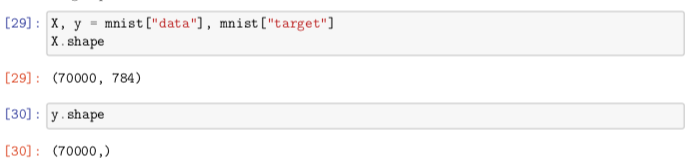 [29]: X, y = mnist["data"], mnist["target"]
X.shape
[29]: (70000, 784)
[30]: y.shape
[30]: (70000,)